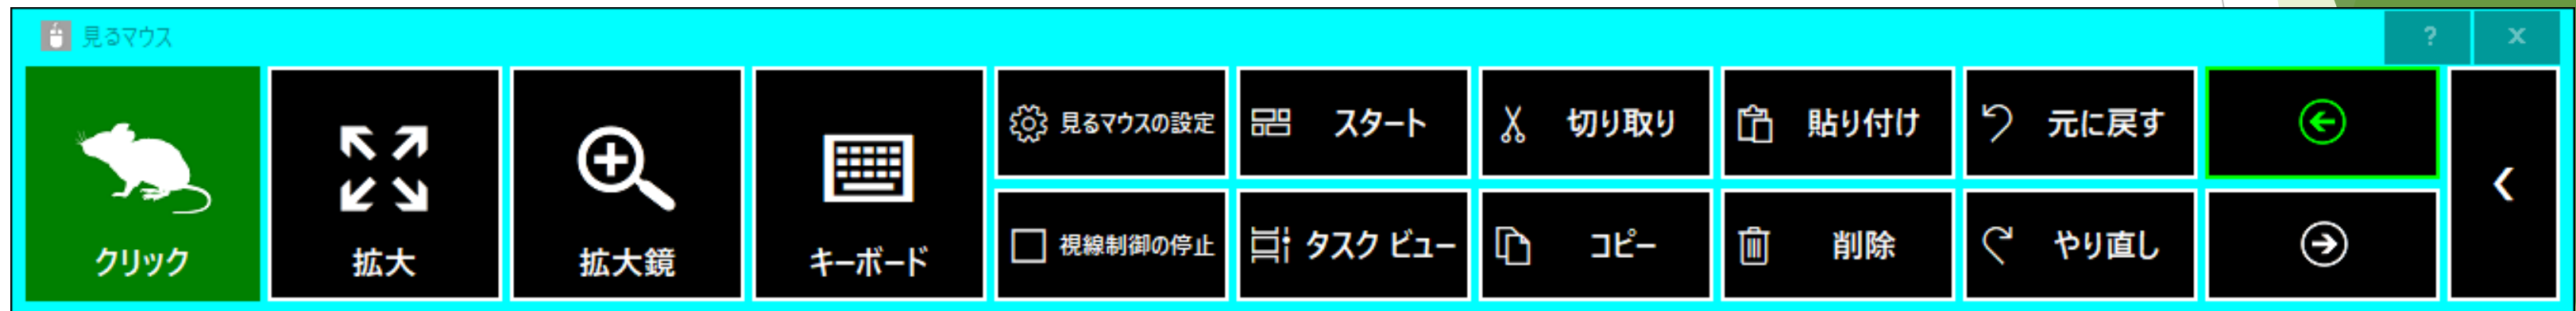 見るマウス
? x
クリック
拡大
拡大鏡
キーボード
見るマウスの設定
視線制御の停止
スタート
タスク ビュー
切り取り
コピー
貼り付け
削除
元に戻す
やり直し